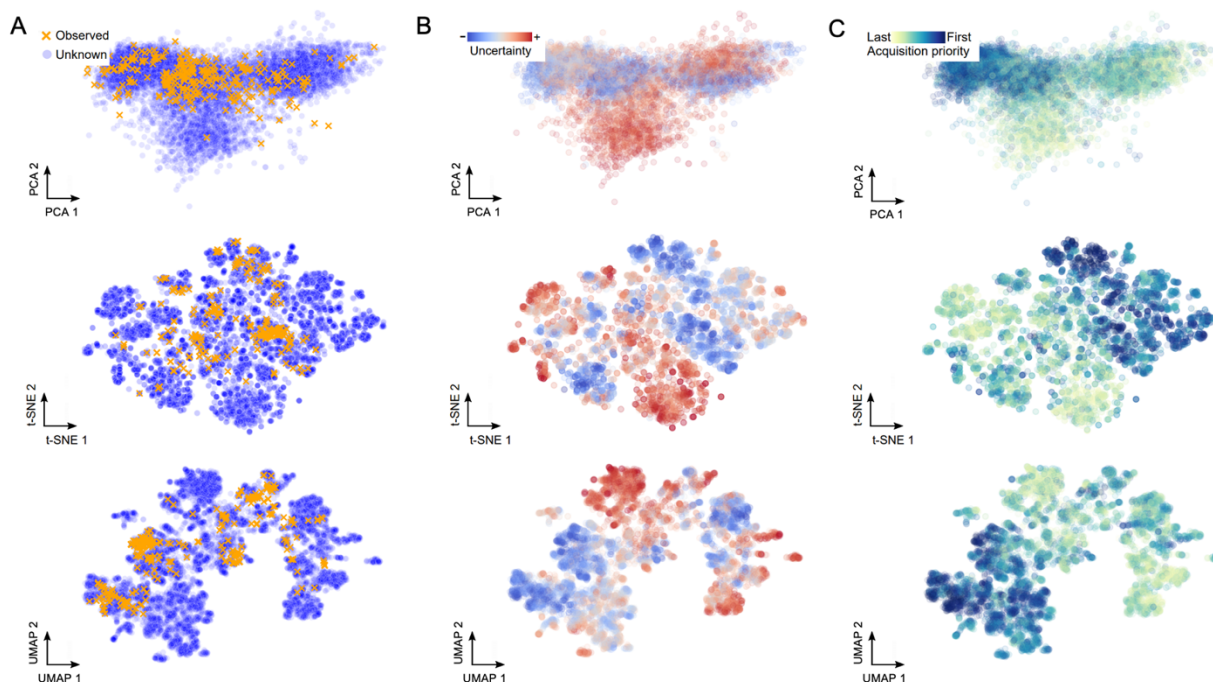 A
Observed
Unknown
PCA 2
PCA 1
B
− +
Uncertainty
PCA 2
PCA 1
C
Last First
Acquisition priority
PCA 2
PCA 1
t-SNE 2
t-SNE 1
t-SNE 2
t-SNE 1
t-SNE 2
t-SNE 1
UMAP 2
UMAP 1
UMAP 2
UMAP 1
UMAP 2
UMAP 1